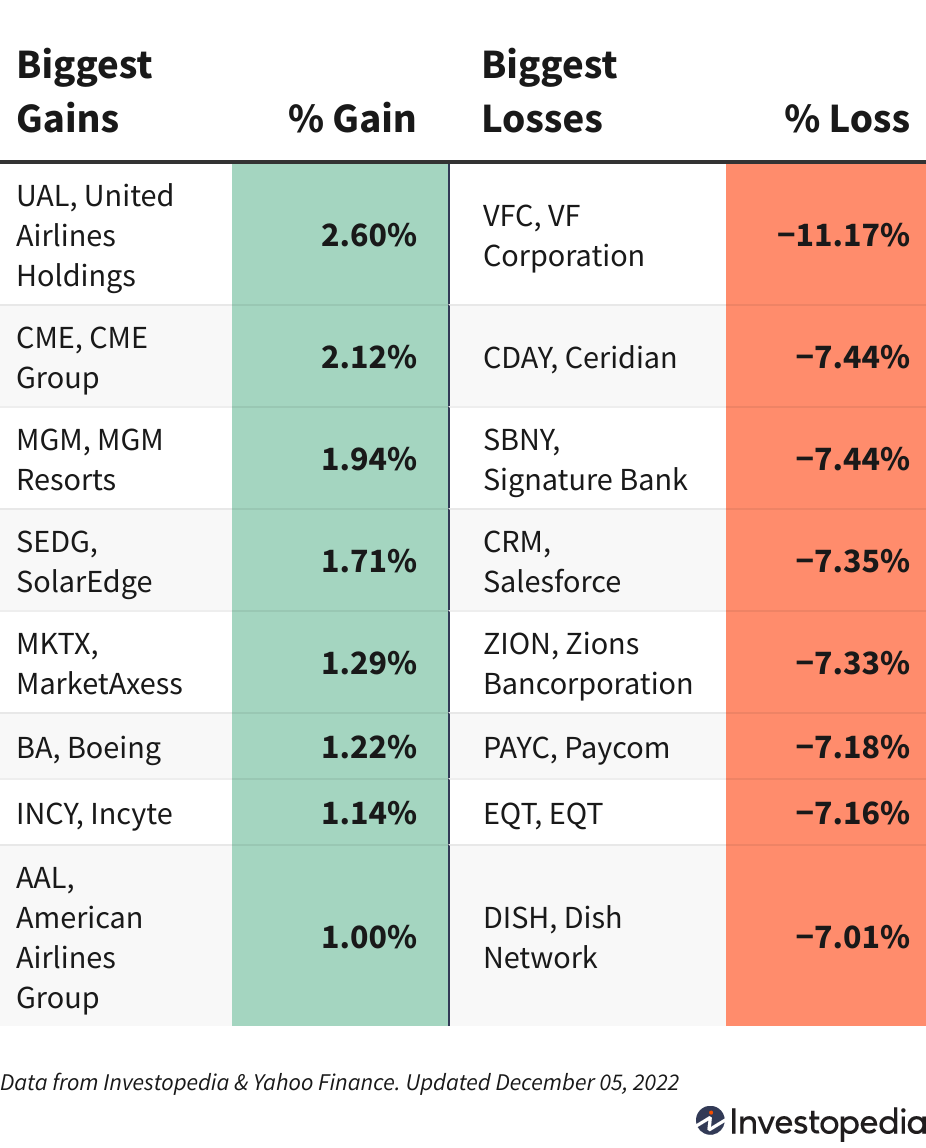 Biggest Gains % Gain Biggest Losses % Loss
UAL, United Airlines Holdings 2.60% VFC, VF Corporation −11.17%
CME, CME Group 2.12% CDAY, Ceridian −7.44%
MGM, MGM Resorts 1.94% SBNY, Signature Bank −7.44%
SEDG, SolarEdge 1.71% CRM, Salesforce −7.35%
MKTX, MarketAxess 1.29% ZION, Zions Bancorporation −7.33%
BA, Boeing 1.22% PAYC, Paycom −7.18%
INCY, Incyte 1.14% EQT, EQT −7.16%
AAL, American Airlines Group 1.00% DISH, Dish Network −7.01%
Data from Investopedia & Yahoo Finance. Updated December 05, 2022
Investopedia